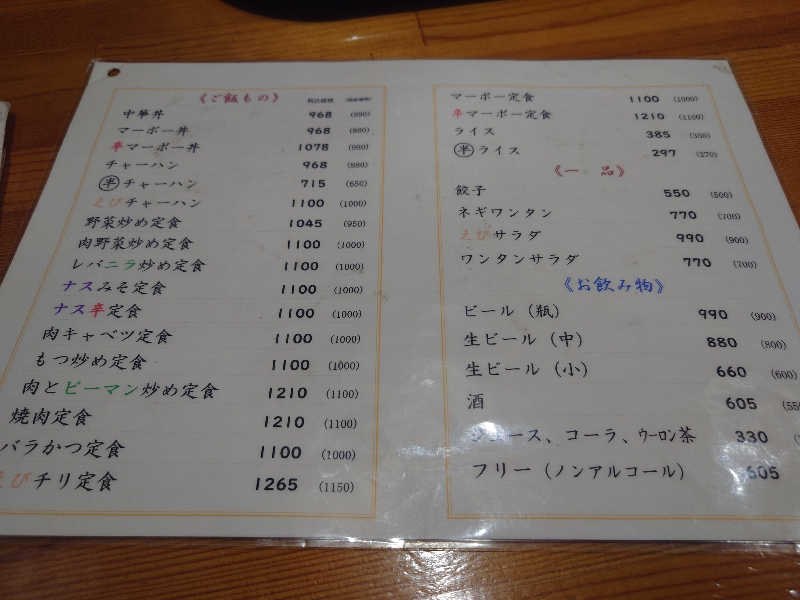 《ご飯もの》
中華丼 968 (880)
マーボー丼 968 (880)
辛マーボー丼 1078 (980)
チャーハン 968 (880)
半チャーハン 715 (650)
えびチャーハン 1100 (1000)
野菜炒め定食 1045 (950)
肉野菜炒め定食 1100 (1000)
レバニラ炒め定食 1100 (1000)
ナスみそ定食 1100 (1000)
ナス辛定食 1100 (1000)
肉キャベツ定食 1100 (1000)
もつ炒め定食 1100 (1000)
肉とピーマン炒め定食 1210 (1100)
焼肉定食 1210 (1100)
バラかつ定食 1100 (1000)
えびチリ定食 1265 (1150)
マーボー定食 1100 (1000)
辛マーボー定食 1210 (1100)
ライス 385 (350)
半ライス 297 (270)
《一 品》
餃子 550 (500)
ネギワンタン 770 (700)
えびサラダ 990 (900)
ワンタンサラダ 770 (700)
《お飲み物》
ビール（瓶） 990 (900)
生ビール（中） 880 (800)
生ビール（小） 660 (600)
酒 605 (550
ジュース、コーラ、ウーロン茶 330
フリー（ノンアルコール） 605